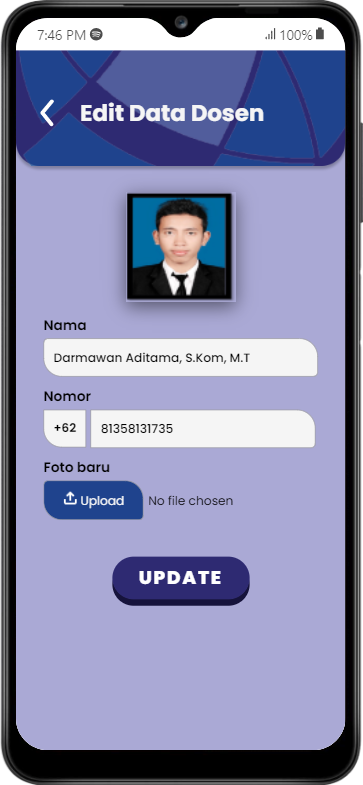 7:46 PM
100%
Edit Data Dosen
Nama
Darmawan Aditama, S.Kom, M.T
Nomor
+62 81358131735
Foto baru
Upload No file chosen
UPDATE